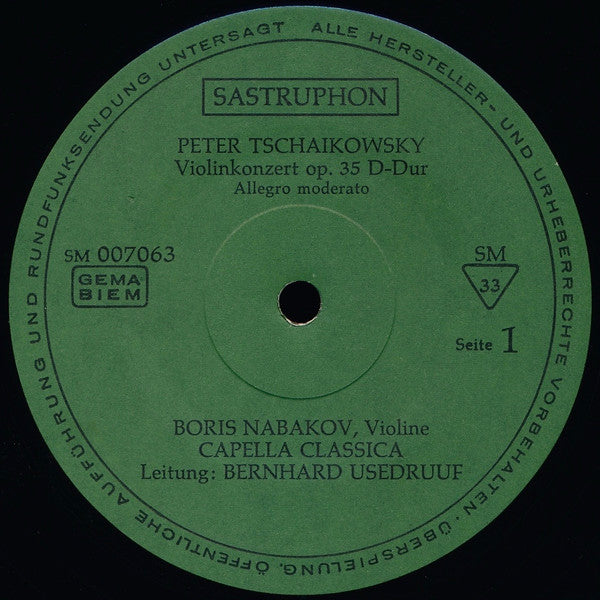 ALLE HERSTELLER- UND URHEBERRECHTE VORBEHALTEN · ÜBERSPIELUNG, ÖFFENTLICHE AUFFÜHRUNG UND RUNDFUNKSENDUNG UNTERSAGT
SASTRUPHON
PETER TSCHAIKOWSKY
Violinkonzert op. 35 D-Dur
Allegro moderato
SM 007063
GEMA
BIEM
SM
33
Seite 1
BORIS NABAKOV, Violine
CAPELLA CLASSICA
Leitung: BERNHARD USEDRUUF